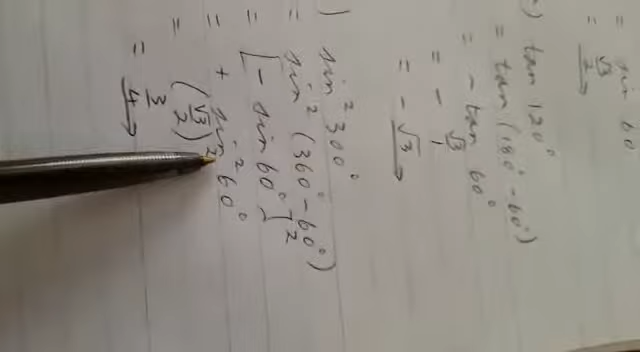 = sin 60
= √3/2
) tan 120°
= tan (180° - 60°)
= - tan 60°
= - √3/1
= - √3
) sin² 300°
= sin² (360° - 60°)
= [- sin 60°]²
= + sin² 60°
= (√3/2)²
= 3/4